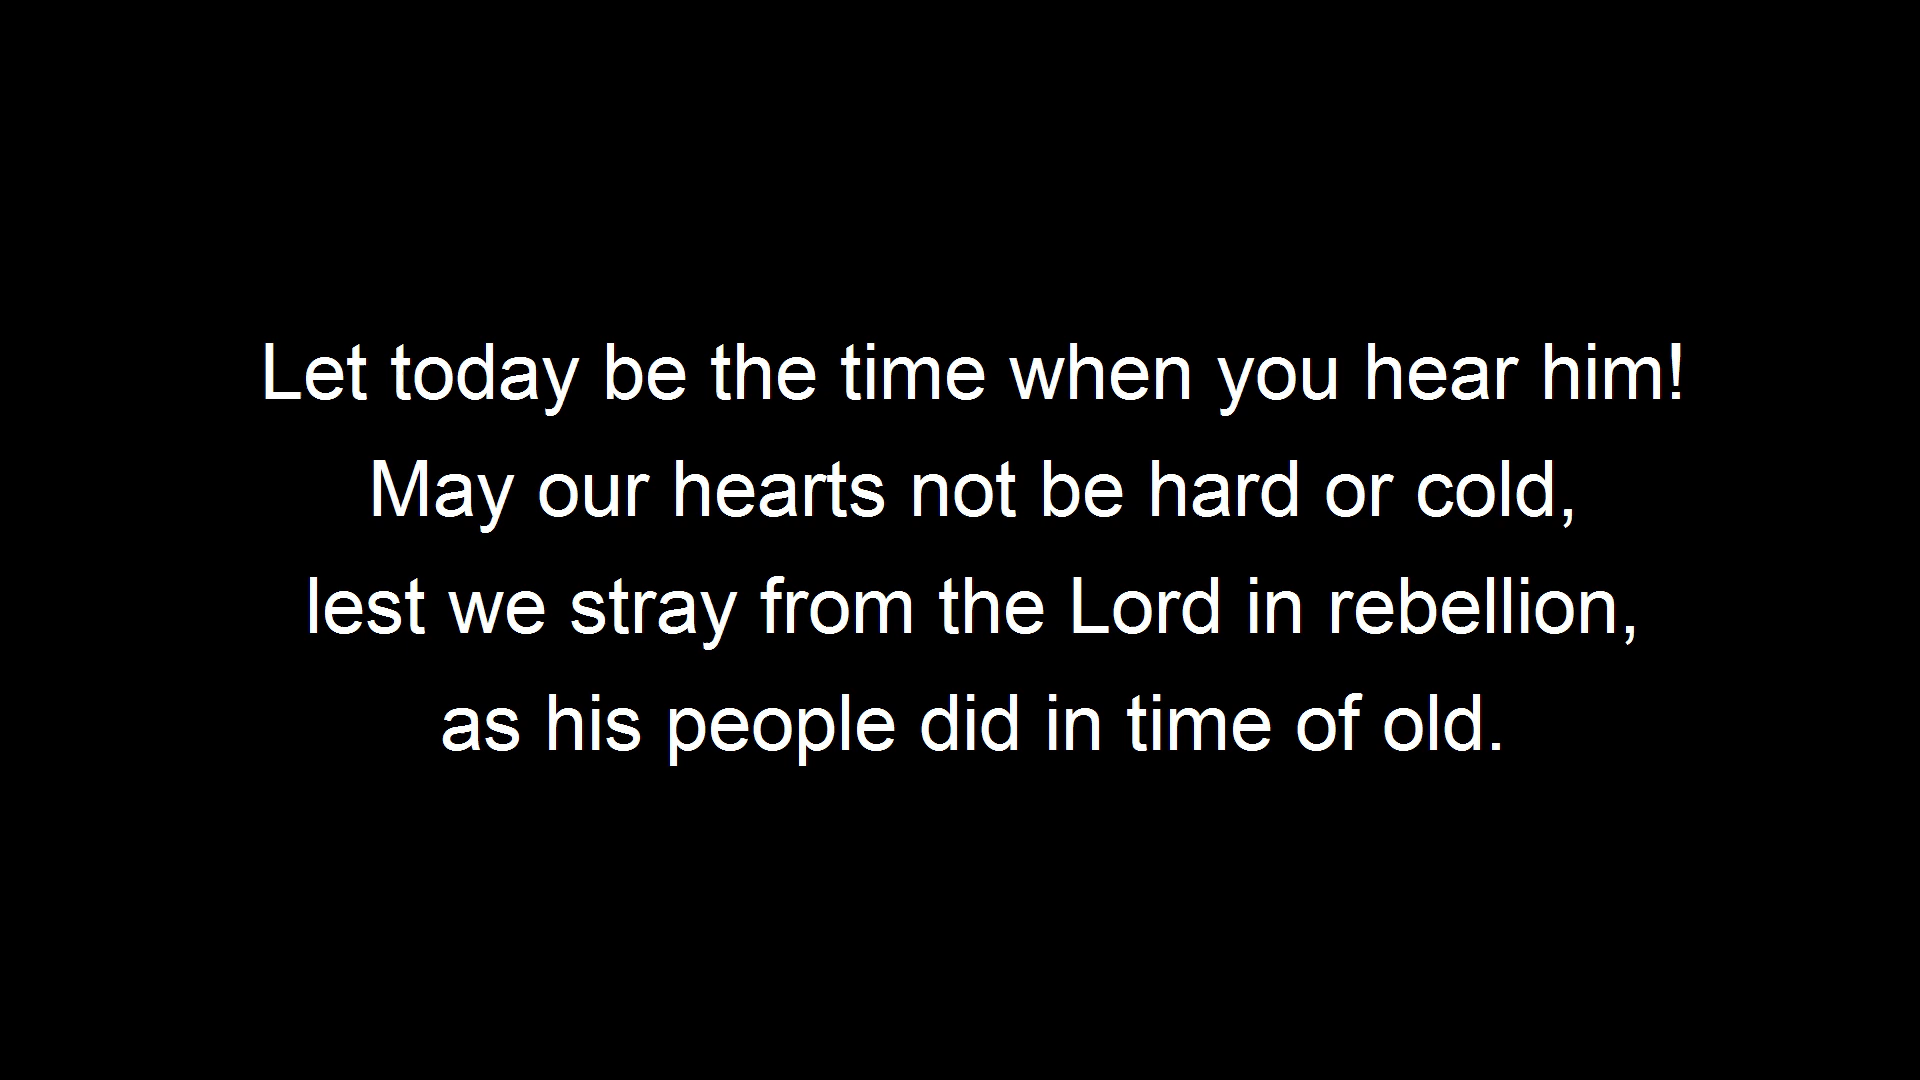 Let today be the time when you hear him!
May our hearts not be hard or cold,
lest we stray from the Lord in rebellion,
as his people did in time of old.